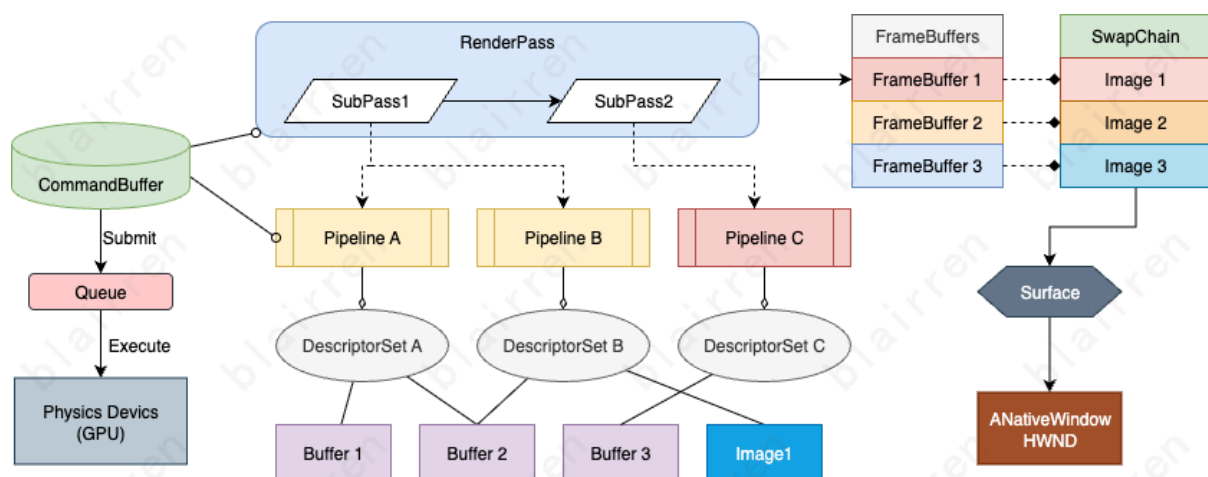 RenderPass
SubPass1
SubPass2
FrameBuffers
FrameBuffer 1
FrameBuffer 2
FrameBuffer 3
SwapChain
Image 1
Image 2
Image 3
CommandBuffer
Submit
Queue
Execute
Physics Devics
(GPU)
Pipeline A
Pipeline B
Pipeline C
DescriptorSet A
DescriptorSet B
DescriptorSet C
Buffer 1
Buffer 2
Buffer 3
Image1
Surface
ANativeWindow
HWND
blairren